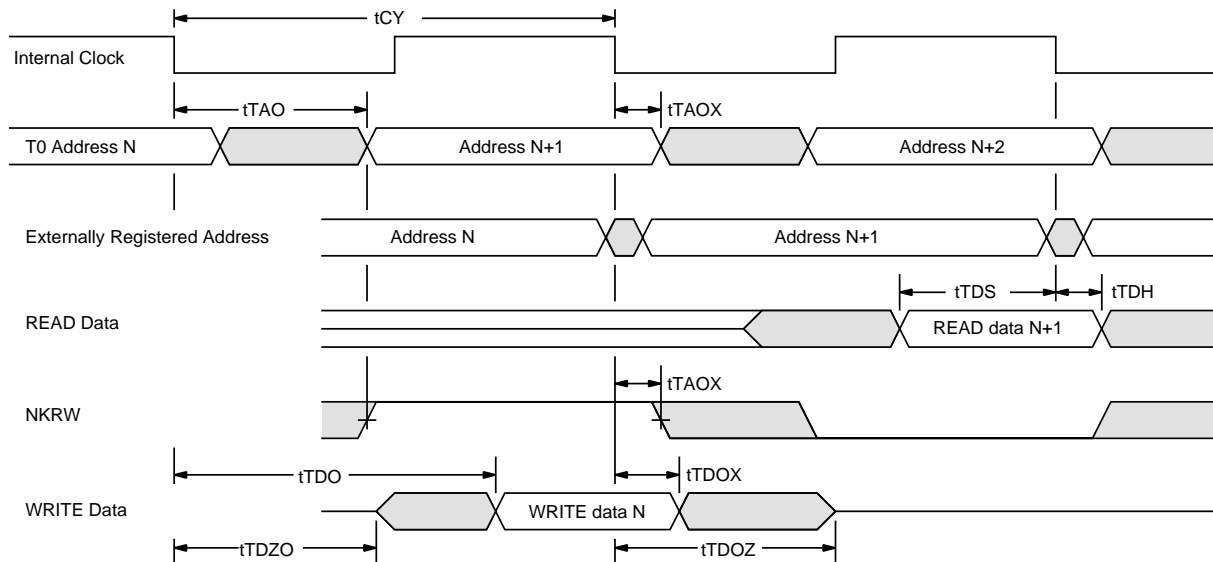 tCY
Internal Clock
tTAO
tTAOX
T0 Address N
Address N+1
Address N+2
Externally Registered Address
Address N
Address N+1
tTDS
tTDH
READ Data
READ data N+1
tTAOX
NKRW
tTDO
tTDOX
WRITE Data
WRITE data N
tTDZO
tTDOZ